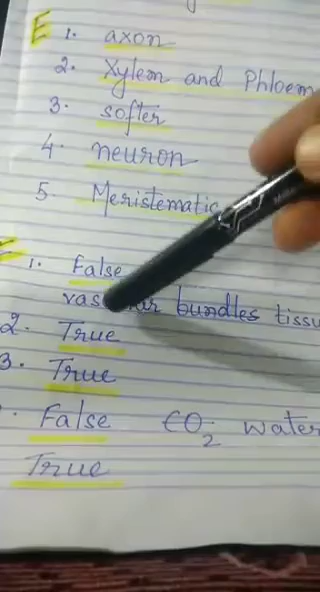 E 1. axon
2. Xylem and Phloem
3. softer
4. neuron
5. Meristematic
1. False
bundles
2. True
3. True
False CO2 water
True